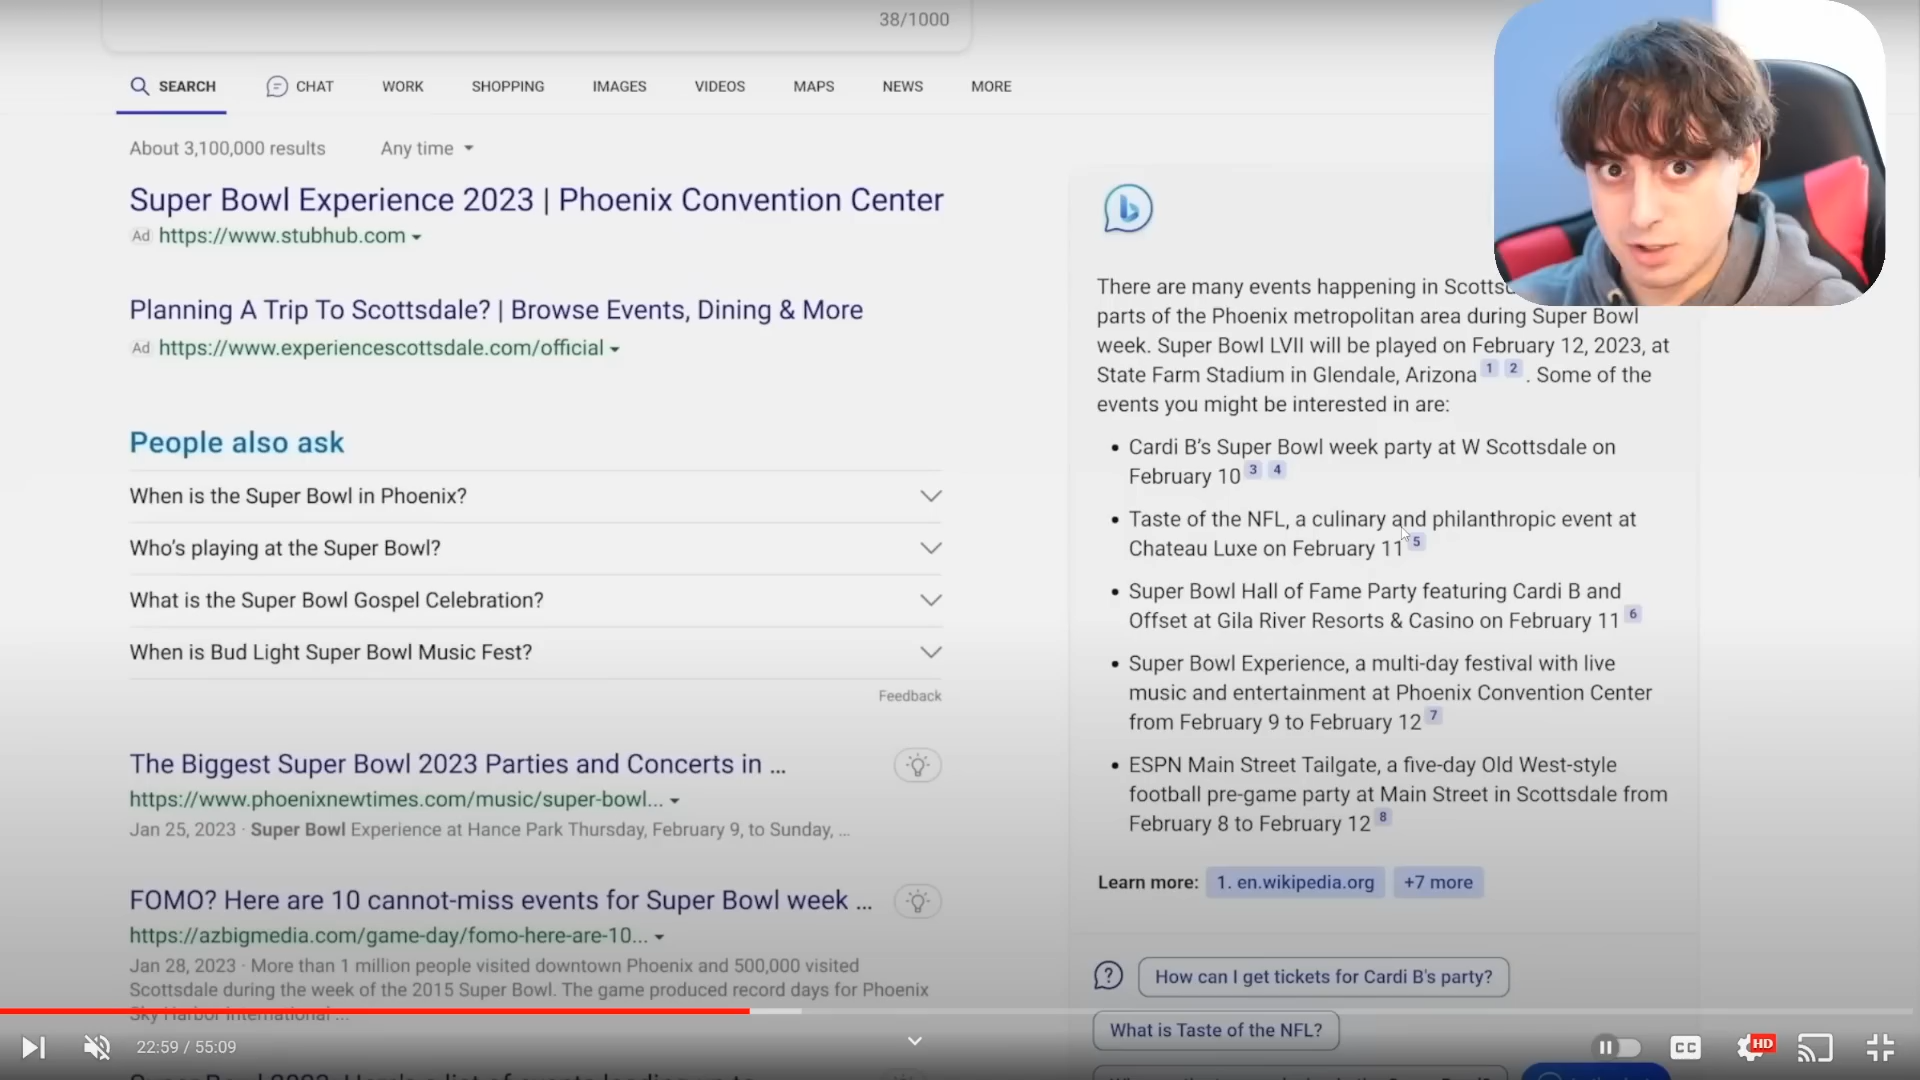 38/1000
SEARCH CHAT WORK SHOPPING IMAGES VIDEOS MAPS NEWS MORE
About 3,100,000 results Any time
Super Bowl Experience 2023 | Phoenix Convention Center
Ad https://www.stubhub.com
Planning A Trip To Scottsdale? | Browse Events, Dining & More
Ad https://www.experiencescottsdale.com/official
People also ask
When is the Super Bowl in Phoenix?
Who's playing at the Super Bowl?
What is the Super Bowl Gospel Celebration?
When is Bud Light Super Bowl Music Fest?
Feedback
The Biggest Super Bowl 2023 Parties and Concerts in ...
https://www.phoenixnewtimes.com/music/super-bowl...
Jan 25, 2023 · Super Bowl Experience at Hance Park Thursday, February 9, to Sunday, ...
FOMO? Here are 10 cannot-miss events for Super Bowl week ...
https://azbigmedia.com/game-day/fomo-here-are-10...
Jan 28, 2023 · More than 1 million people visited downtown Phoenix and 500,000 visited
Scottsdale during the week of the 2015 Super Bowl. The game produced record days for Phoenix
Sky Harbor International ...
There are many events happening in
parts of the Phoenix metropolitan area during Super Bowl
week. Super Bowl LVII will be played on February 12, 2023, at
State Farm Stadium in Glendale, Arizona 1 2 . Some of the
events you might be interested in are:
• Cardi B's Super Bowl week party at W Scottsdale on
February 10 3 4
• Taste of the NFL, a culinary and philanthropic event at
Chateau Luxe on February 11 5
• Super Bowl Hall of Fame Party featuring Cardi B and
Offset at Gila River Resorts & Casino on February 11 6
• Super Bowl Experience, a multi-day festival with live
music and entertainment at Phoenix Convention Center
from February 9 to February 12 7
• ESPN Main Street Tailgate, a five-day Old West-style
football pre-game party at Main Street in Scottsdale from
February 8 to February 12 8
Learn more: 1. en.wikipedia.org +7 more
How can I get tickets for Cardi B's party?
What is Taste of the NFL?
22:59 / 55:09
CC HD